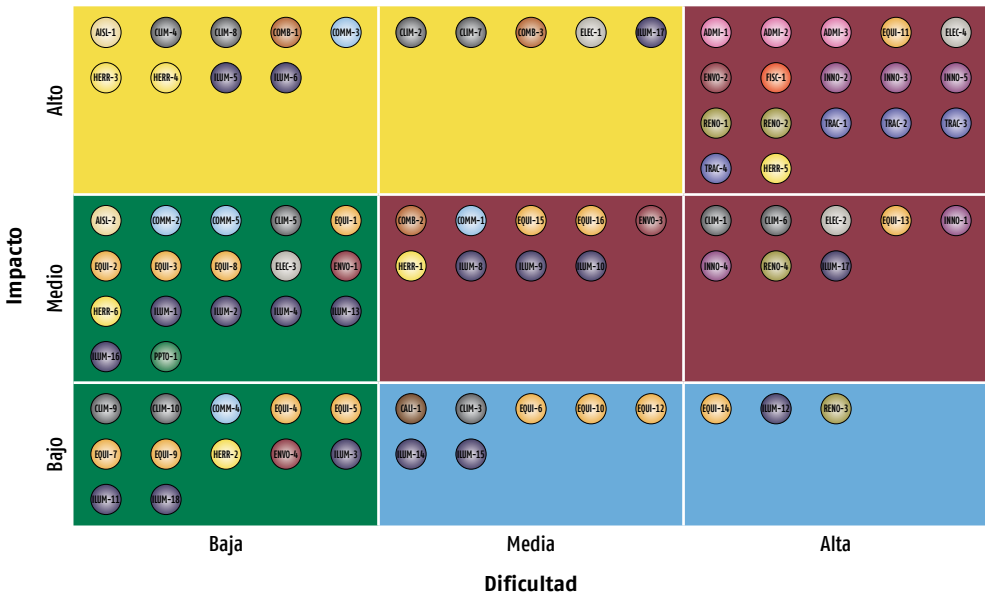 Impacto
Alto
AISL-1 CLIM-4 CLIM-8 COMB-1 COMM-3
HERR-3 HERR-4 ILUM-5 ILUM-6
CLIM-2 CLIM-7 COMB-3 ELEC-1 ILUM-17
ADMI-1 ADMI-2 ADMI-3 EQUI-11 ELEC-4
ENVO-2 FISC-1 INNO-2 INNO-3 INNO-5
RENO-1 RENO-2 TRAC-1 TRAC-2 TRAC-3
TRAC-4 HERR-5
Medio
AISL-2 COMM-2 COMM-5 CLIM-5 EQUI-1
EQUI-2 EQUI-3 EQUI-8 ELEC-3 ENVO-1
HERR-6 ILUM-1 ILUM-2 ILUM-4 ILUM-13
ILUM-16 PPTO-1
COMB-2 COMM-1 EQUI-15 EQUI-16 ENVO-3
HERR-1 ILUM-8 ILUM-9 ILUM-10
CLIM-1 CLIM-6 ELEC-2 EQUI-13 INNO-1
INNO-4 RENO-4 ILUM-17
Bajo
CLIM-9 CLIM-10 COMM-4 EQUI-4 EQUI-5
EQUI-7 EQUI-9 HERR-2 ENVO-4 ILUM-3
ILUM-11 ILUM-18
CALI-1 CLIM-3 EQUI-6 EQUI-10 EQUI-12
ILUM-14 ILUM-15
EQUI-14 ILUM-12 RENO-3
Baja Media Alta
Dificultad